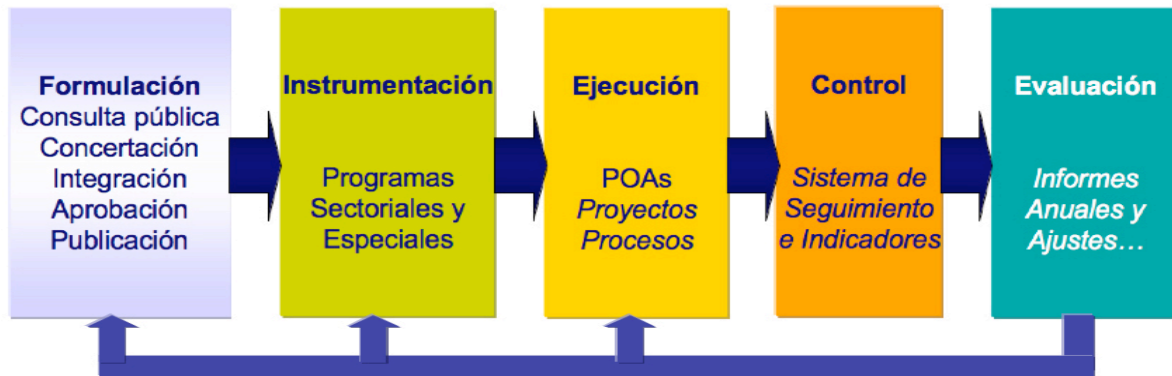 Formulación
Consulta pública
Concertación
Integración
Aprobación
Publicación
Instrumentación
Programas
Sectoriales y
Especiales
Ejecución
POAs
Proyectos
Procesos
Control
Sistema de
Seguimiento
e Indicadores
Evaluación
Informes
Anuales y
Ajustes…